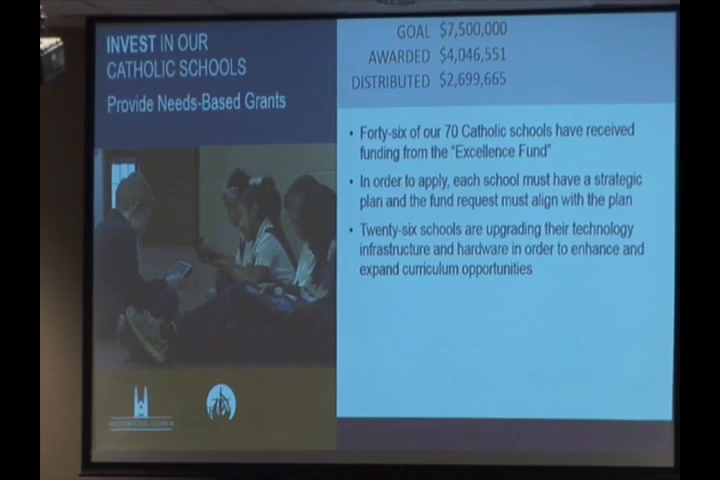 INVEST IN OUR
CATHOLIC SCHOOLS
Provide Needs-Based Grants
GOAL $7,500,000
AWARDED $4,046,551
DISTRIBUTED $2,699,665
• Forty-six of our 70 Catholic schools have received
funding from the "Excellence Fund"
• In order to apply, each school must have a strategic
plan and the fund request must align with the plan
• Twenty-six schools are upgrading their technology
infrastructure and hardware in order to enhance and
expand curriculum opportunities